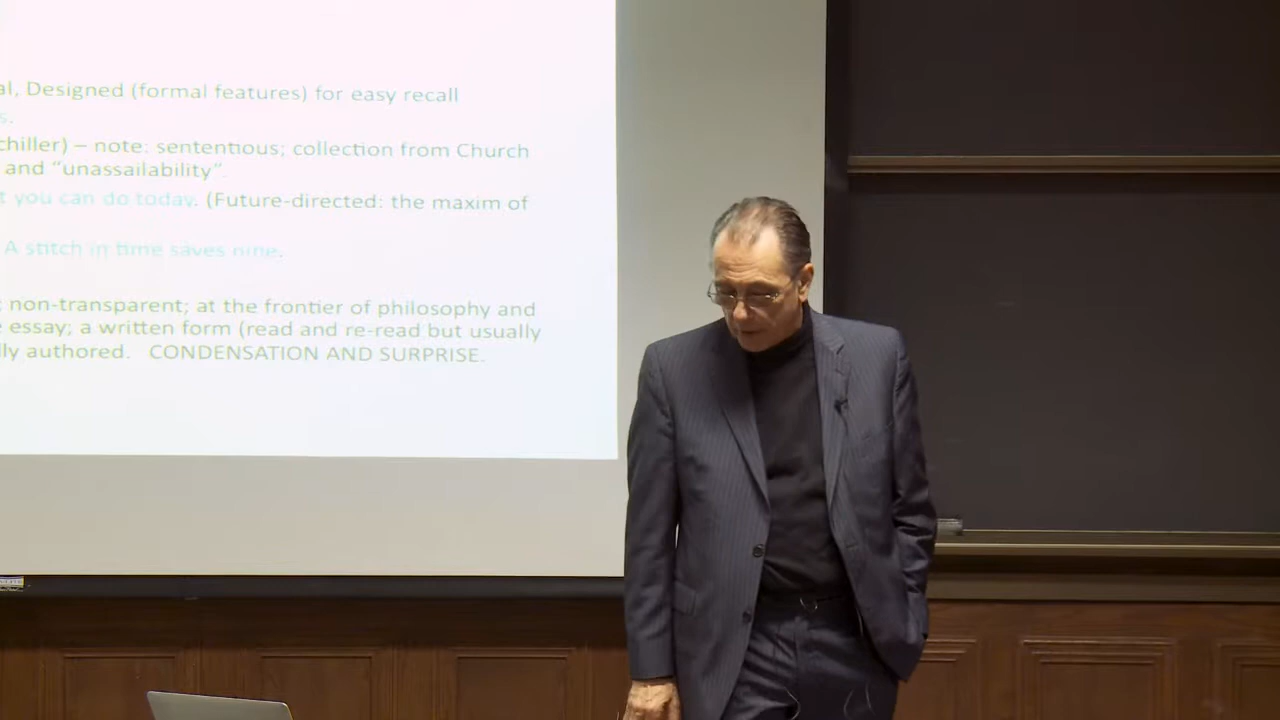 al, Designed (formal features) for easy recall
s.
chiller) – note: sententious; collection from Church
and “unassailability”.
t you can do today. (Future-directed: the maxim of
A stitch in time saves nine.
; non-transparent; at the frontier of philosophy and
e essay; a written form (read and re-read but usually
lly authored. CONDENSATION AND SURPRISE.